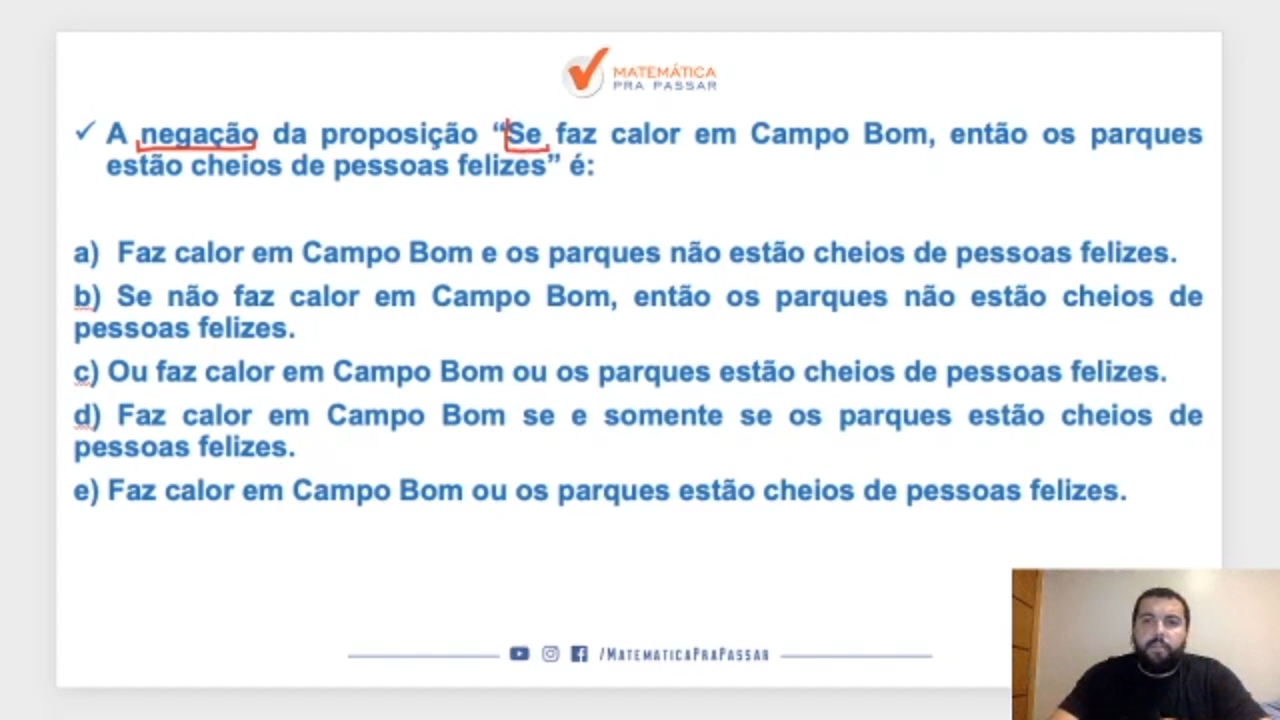 MATEMÁTICA
PRA PASSAR
✓ A negação da proposição “Se faz calor em Campo Bom, então os parques
estão cheios de pessoas felizes” é:
a) Faz calor em Campo Bom e os parques não estão cheios de pessoas felizes.
b) Se não faz calor em Campo Bom, então os parques não estão cheios de
pessoas felizes.
c) Ou faz calor em Campo Bom ou os parques estão cheios de pessoas felizes.
d) Faz calor em Campo Bom se e somente se os parques estão cheios de
pessoas felizes.
e) Faz calor em Campo Bom ou os parques estão cheios de pessoas felizes.
/MATEMATICAPRAPASSAR